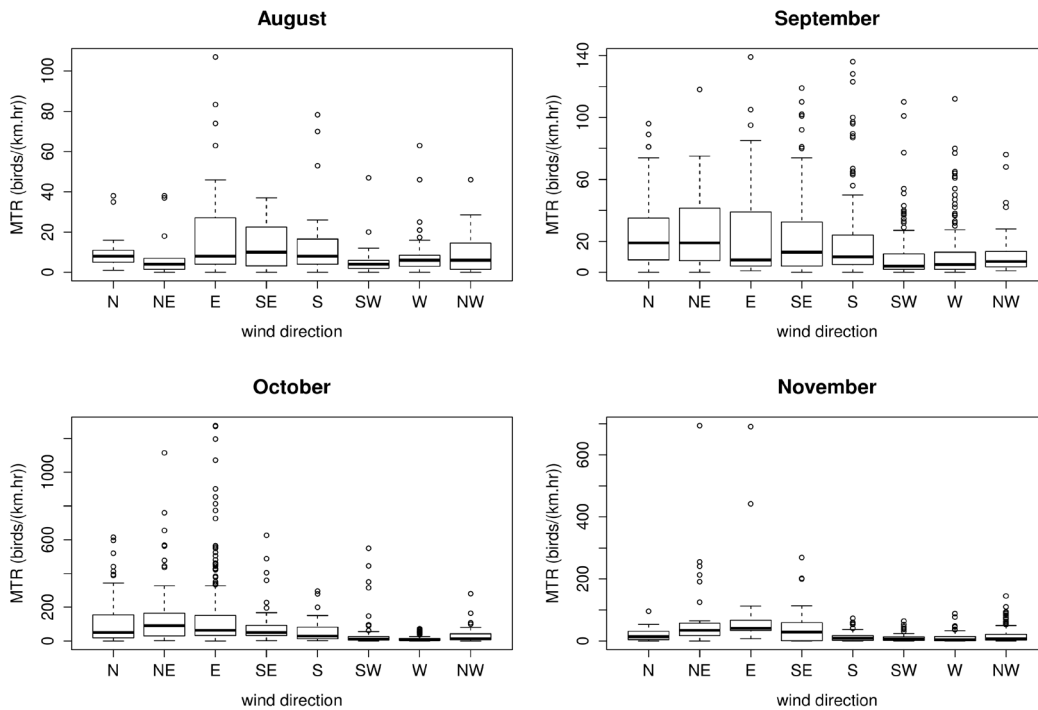 August
MTR (birds/(km.hr))
100
80
60
40
20
0
N NE E SE S SW W NW
wind direction
September
MTR (birds/(km.hr))
140
100
60
20
0
N NE E SE S SW W NW
wind direction
October
MTR (birds/(km.hr))
1000
600
200
0
N NE E SE S SW W NW
wind direction
November
MTR (birds/(km.hr))
600
400
200
0
N NE E SE S SW W NW
wind direction